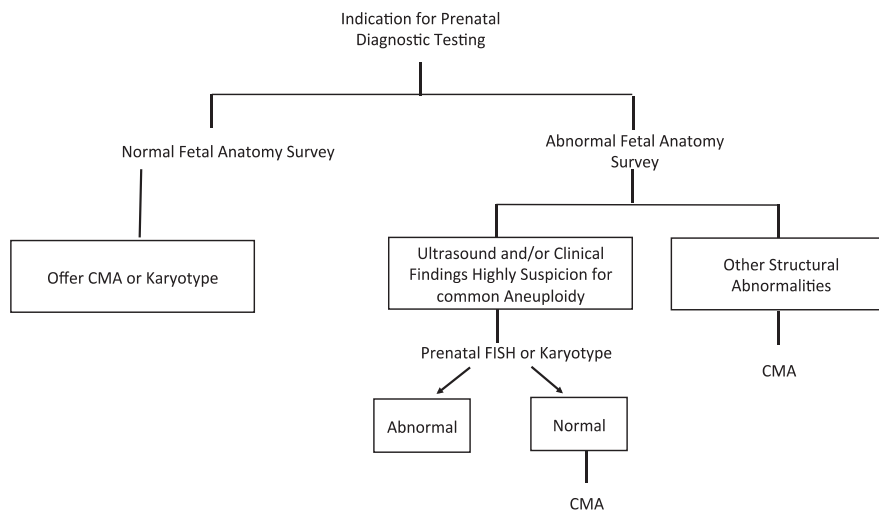 Indication for Prenatal
Diagnostic Testing
Normal Fetal Anatomy Survey
Abnormal Fetal Anatomy
Survey
Offer CMA or Karyotype
Ultrasound and/or Clinical
Findings Highly Suspicion for
common Aneuploidy
Other Structural
Abnormalities
Prenatal FISH or Karyotype
CMA
Abnormal
Normal
CMA